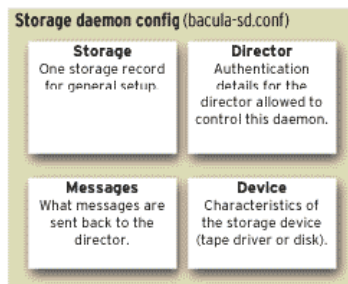 Storage daemon config (bacula-sd.conf)
Storage
One storage record
for general setup.
Director
Authentication
details for the
director allowed to
control this daemon.
Messages
What messages are
sent back to the
director.
Device
Characteristics of
the storage device
(tape driver or disk).